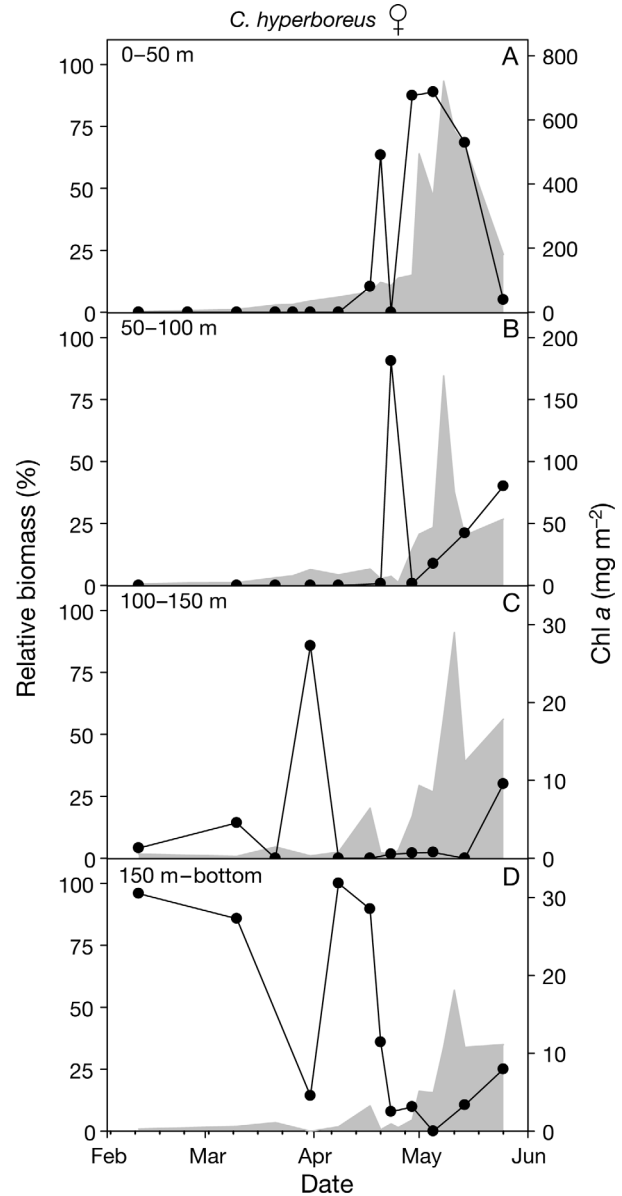 C. hyperboreus ♀
0–50 m
A
100
75
50
25
0
800
600
400
200
0
50–100 m
B
100
75
50
25
0
200
150
100
50
0
100–150 m
C
100
75
50
25
0
30
20
10
0
150 m–bottom
D
100
75
50
25
0
30
20
10
0
Relative biomass (%)
Chl a (mg m–2)
Feb Mar Apr May Jun
Date